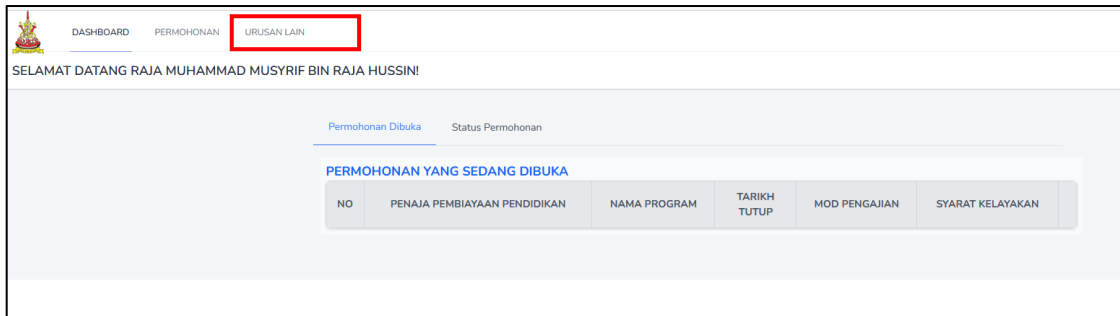 DASHBOARD PERMOHONAN URUSAN LAIN
SELAMAT DATANG RAJA MUHAMMAD MUSYRIF BIN RAJA HUSSIN!
Permohonan Dibuka Status Permohonan
PERMOHONAN YANG SEDANG DIBUKA
NO PENAJA PEMBIAYAAN PENDIDIKAN NAMA PROGRAM TARIKH TUTUP MOD PENGAJIAN SYARAT KELAYAKAN